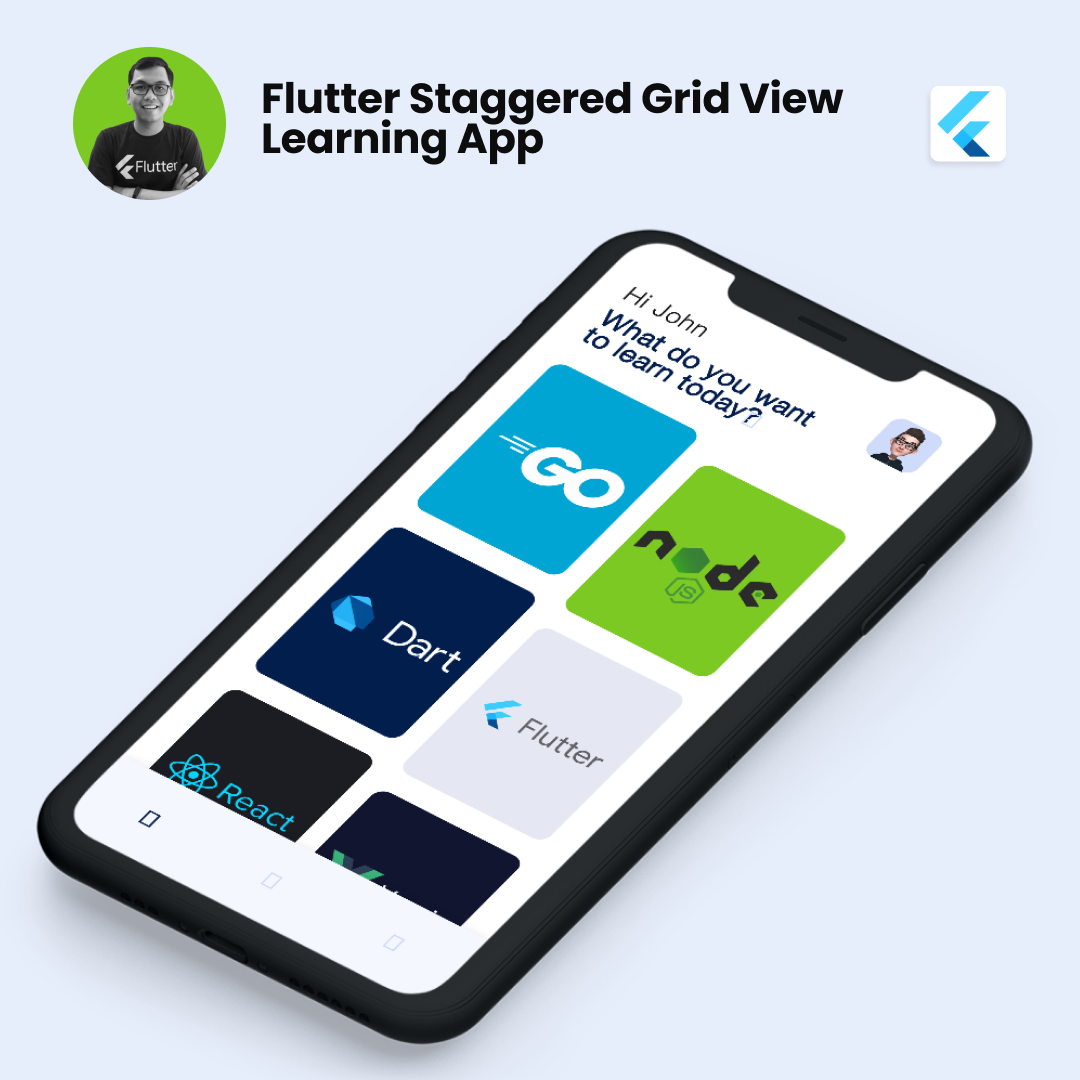 Flutter Staggered Grid View
Learning App
Flutter
Hi John
What do you want
to learn today?
GO
node
JS
Dart
Flutter
React